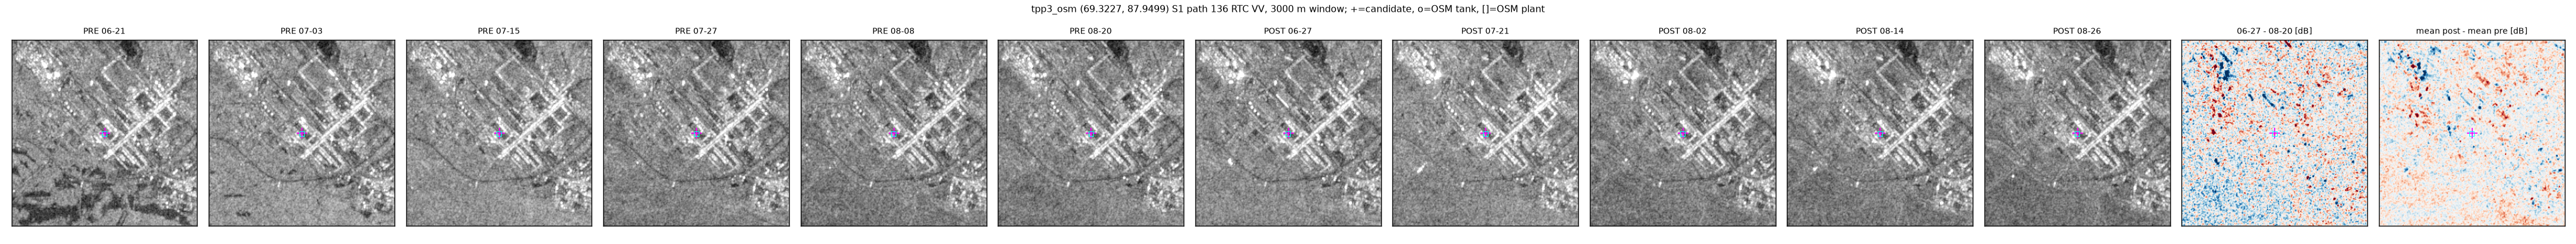 tpp3_osm (69.3227, 87.9499) S1 path 136 RTC VV, 3000 m window; +=candidate, o=OSM tank, []=OSM plant
PRE 06-21
PRE 07-03
PRE 07-15
PRE 07-27
PRE 08-08
PRE 08-20
POST 06-27
POST 07-21
POST 08-02
POST 08-14
POST 08-26
06-27 - 08-20 [dB]
mean post - mean pre [dB]